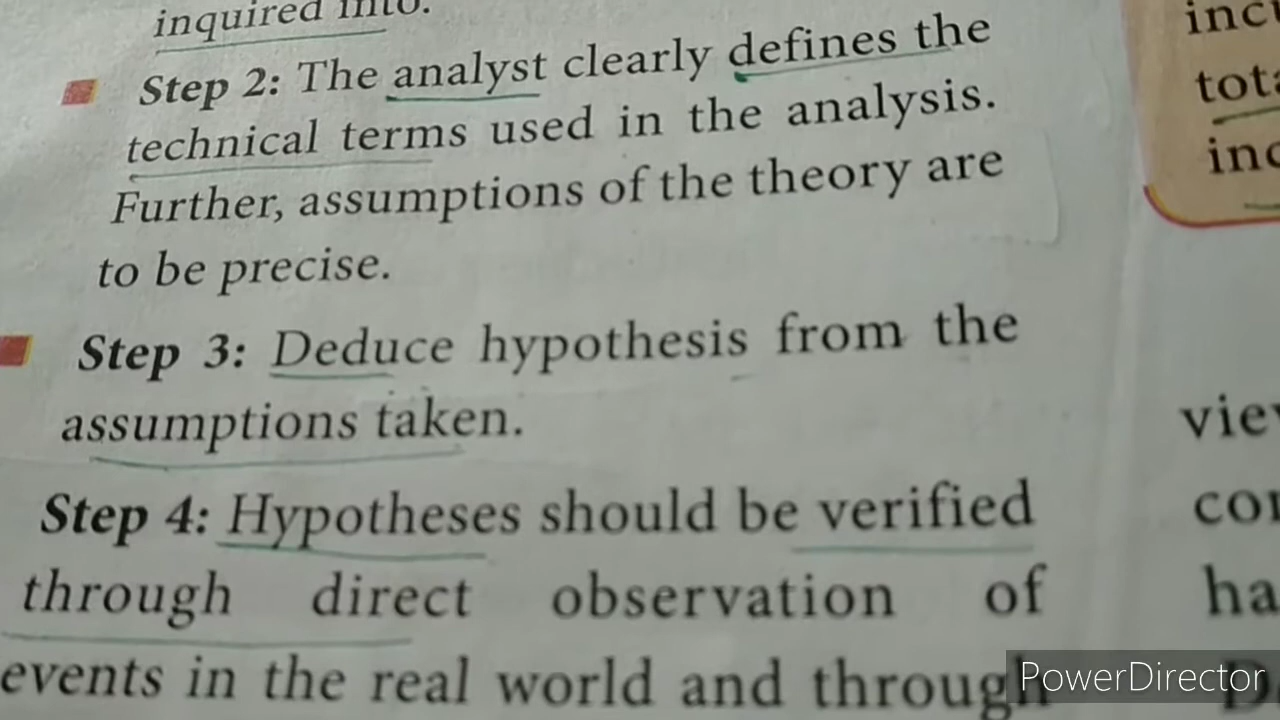 inquired into.
Step 2: The analyst clearly defines the
technical terms used in the analysis.
Further, assumptions of the theory are
to be precise.
Step 3: Deduce hypothesis from the
assumptions taken.
Step 4: Hypotheses should be verified
through direct observation of
events in the real world and through
PowerDirector